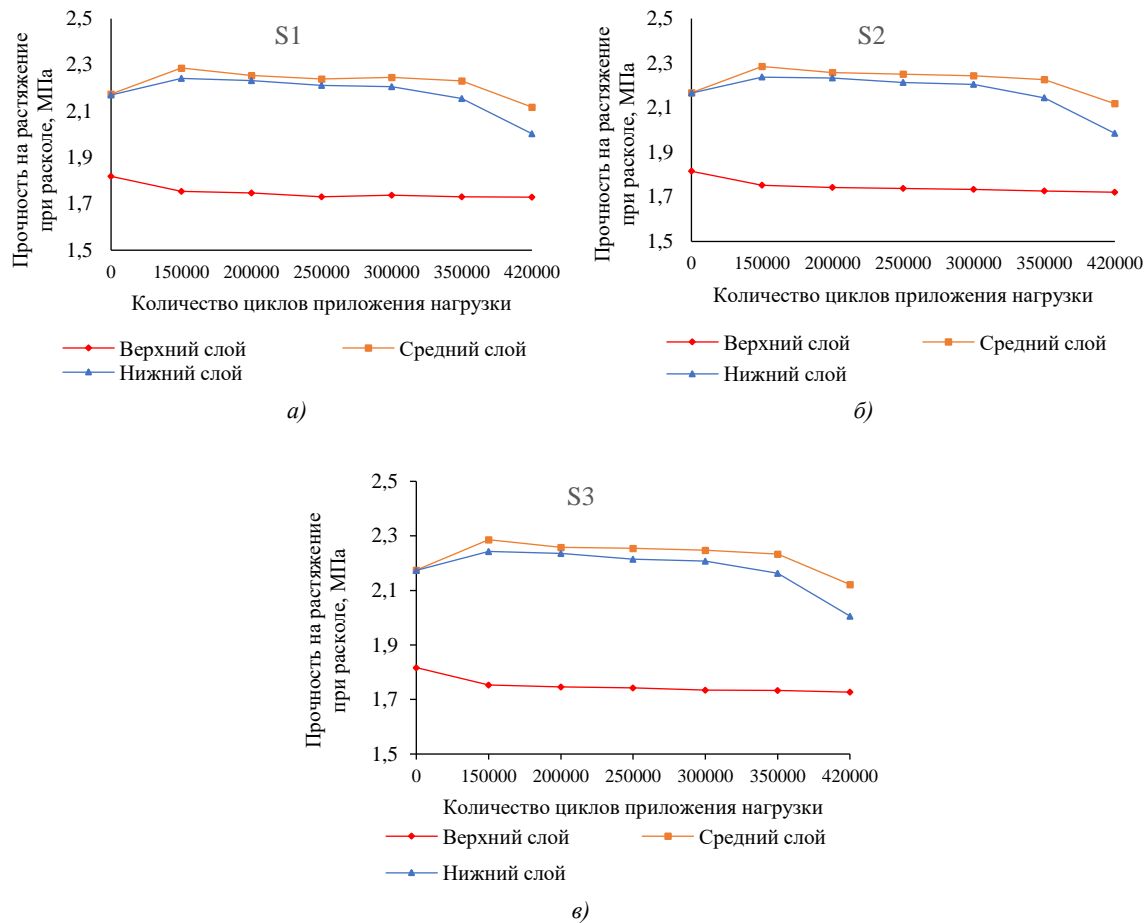 S1
Прочность на растяжение
при расколе, МПа
2,5
2,3
2,1
1,9
1,7
1,5
0 150000 200000 250000 300000 350000 420000
Количество циклов приложения нагрузки
Верхний слой Средний слой
Нижний слой
а)
S2
Прочность на растяжение
при расколе, МПа
2,5
2,3
2,1
1,9
1,7
1,5
0 150000 200000 250000 300000 350000 420000
Количество циклов приложения нагрузки
Верхний слой Средний слой
Нижний слой
б)
S3
Прочность на растяжение
при расколе, МПа
2,5
2,3
2,1
1,9
1,7
1,5
0 150000 200000 250000 300000 350000 420000
Количество циклов приложения нагрузки
Верхний слой Средний слой
Нижний слой
в)